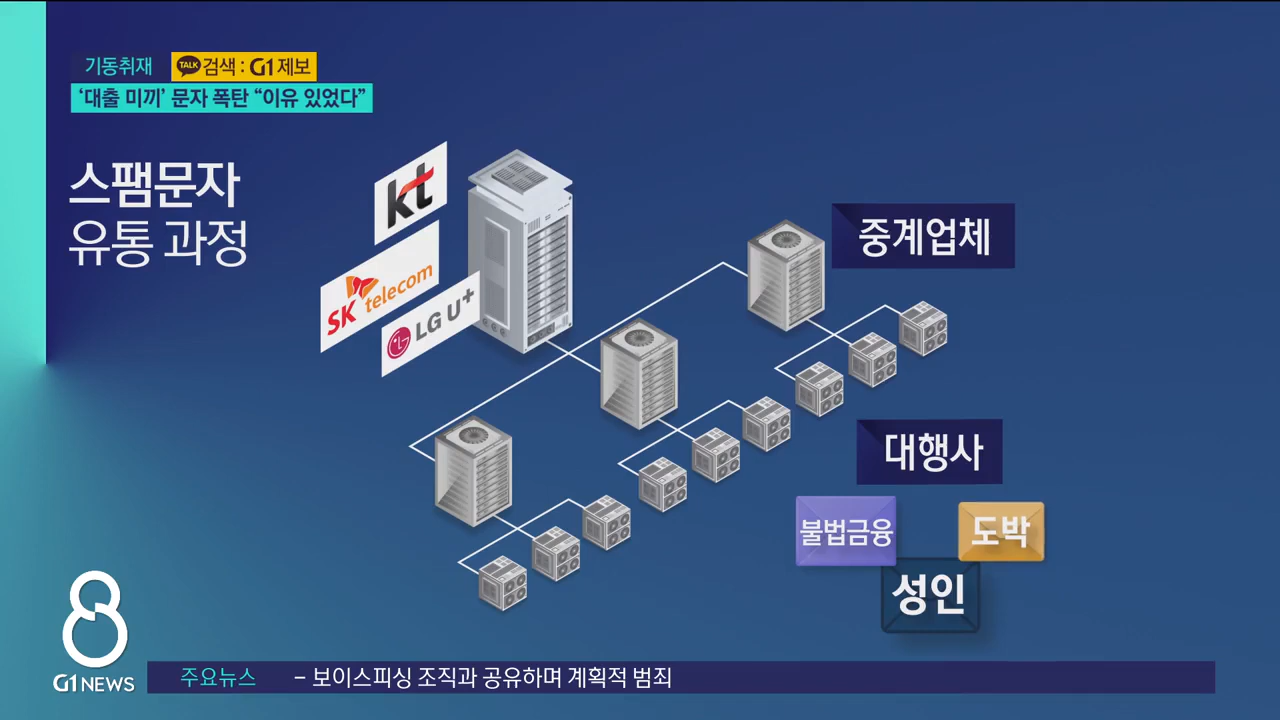 기동취재
TALK 검색 : G1 제보
‘대출 미끼’ 문자 폭탄 “이유 있었다”
스팸문자
유통 과정
kt
SK telecom
LG U+
중계업체
대행사
불법금융
도박
성인
8
G1 NEWS
주요뉴스 – 보이스피싱 조직과 공유하며 계획적 범죄